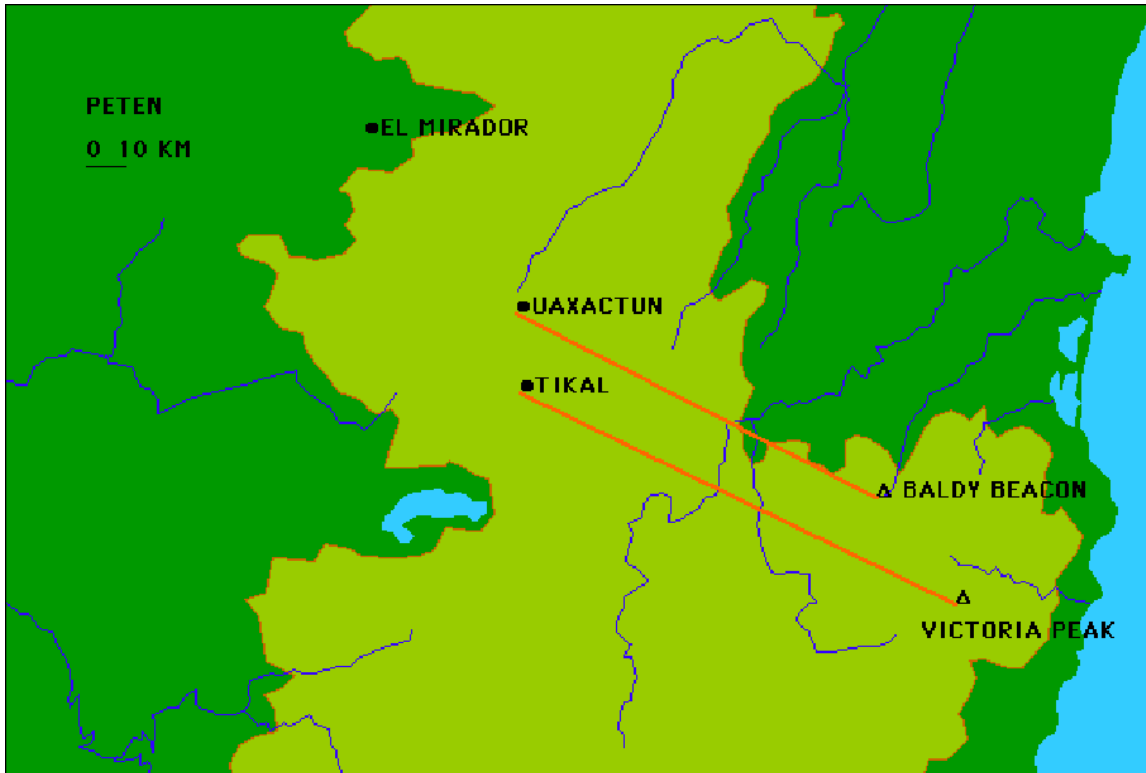 PETEN
EL MIRADOR
0 10 KM
UAXACTUN
TIKAL
BALDY BEACON
VICTORIA PEAK